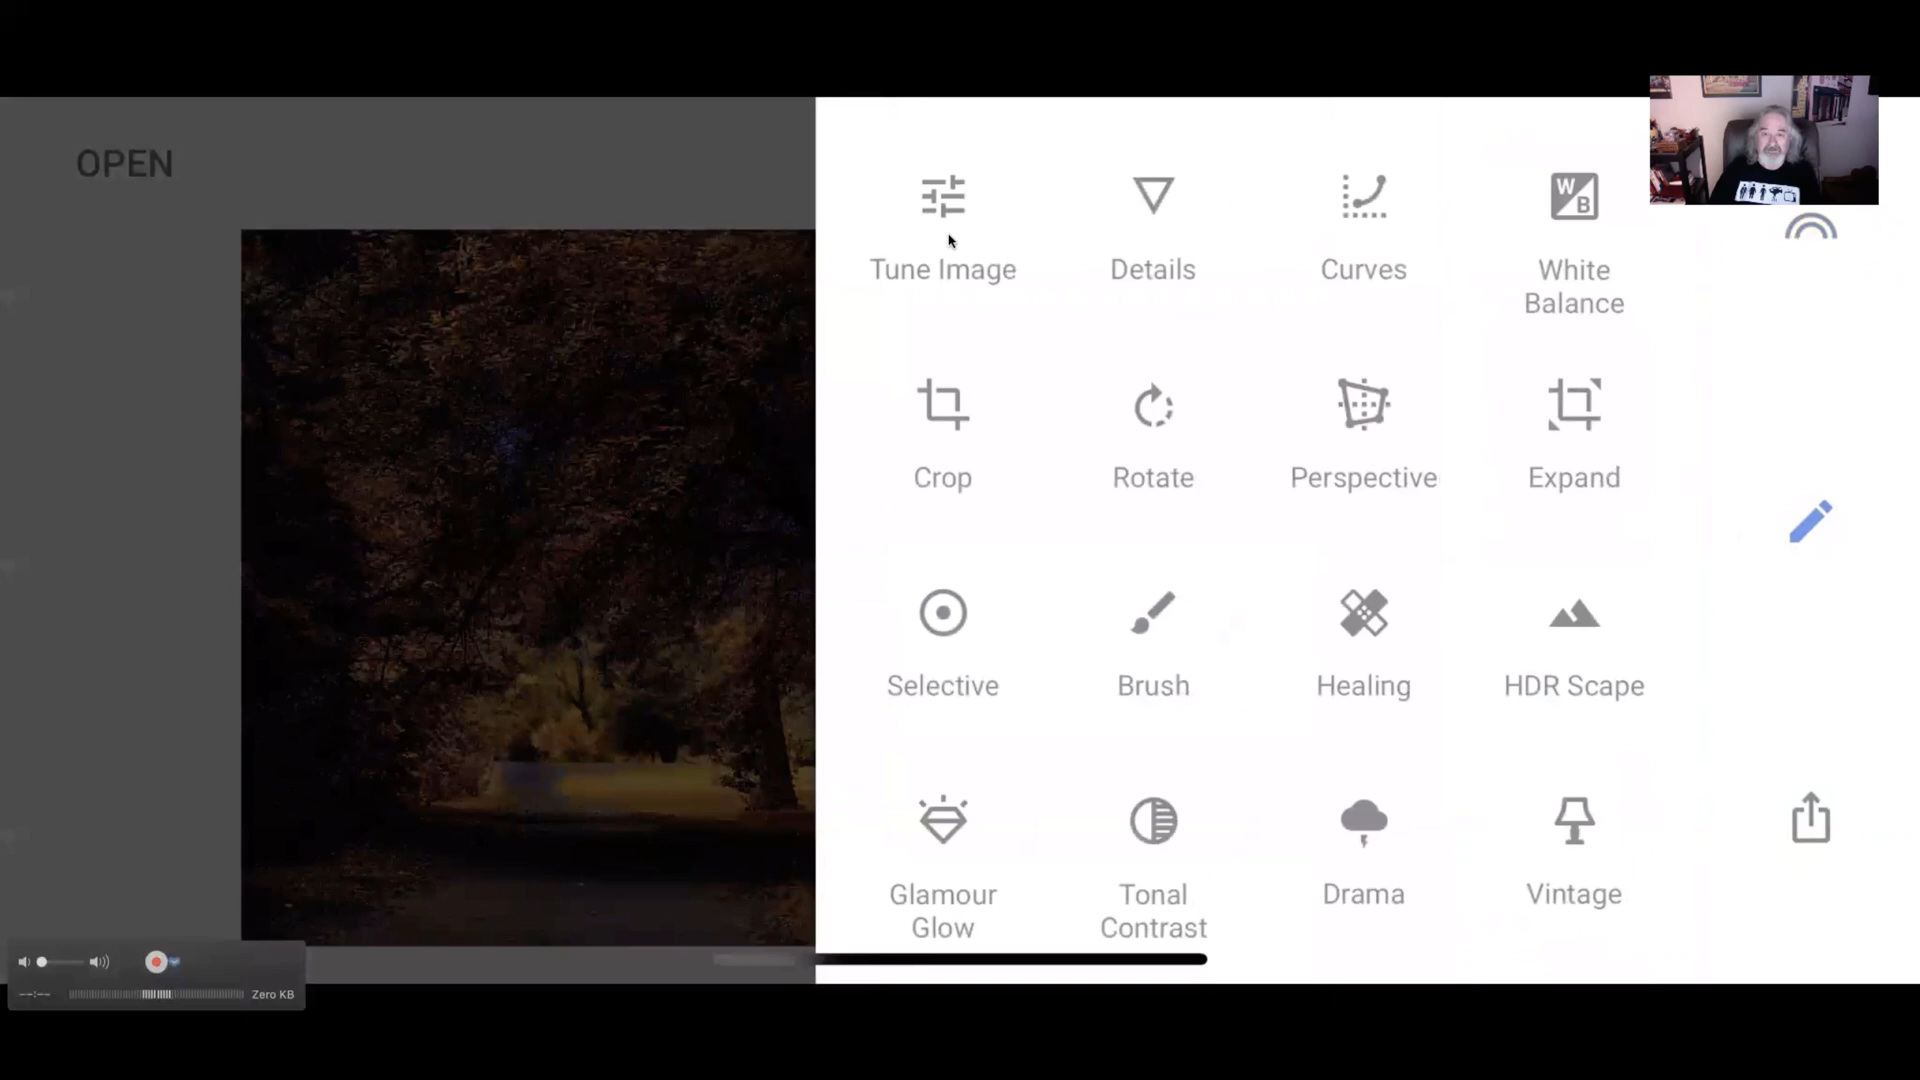 OPEN
Tune Image
Details
Curves
W
B
White
Balance
Crop
Rotate
Perspective
Expand
Selective
Brush
Healing
HDR Scape
Glamour
Glow
Tonal
Contrast
Drama
Vintage
--:--
Zero KB